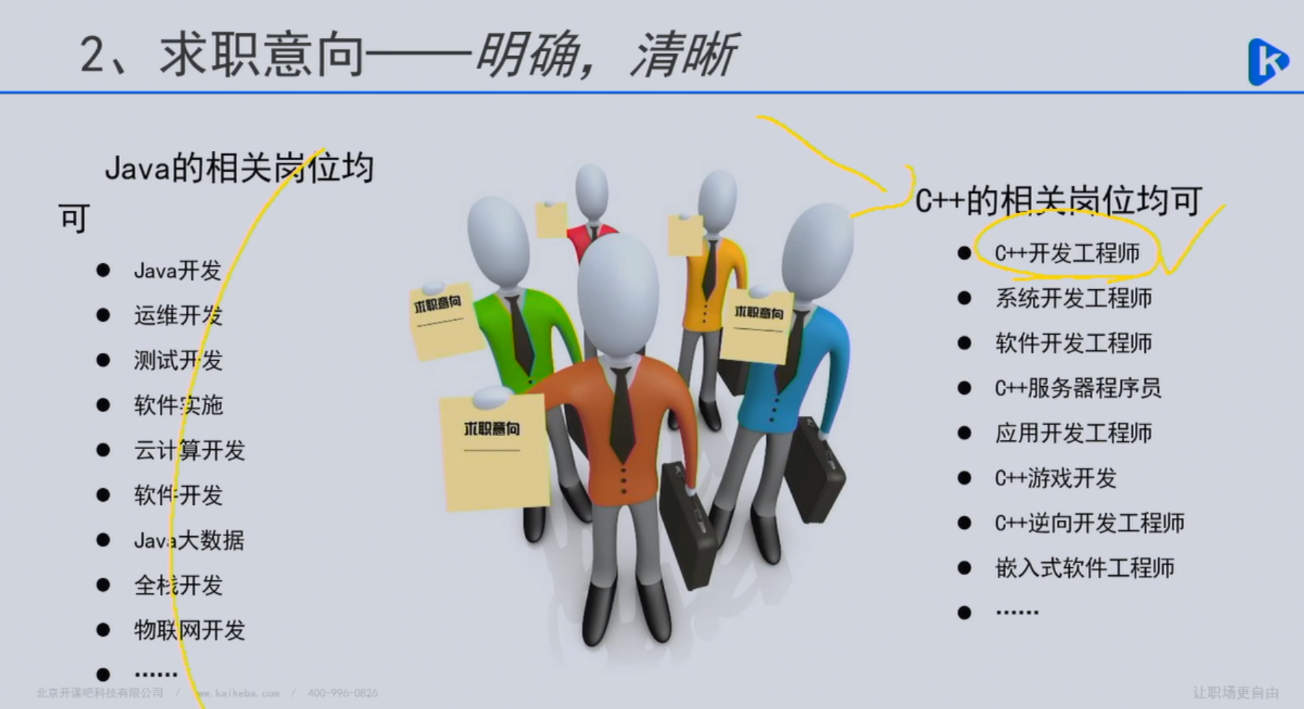 2、求职意向——明确，清晰
k
Java的相关岗位均
可
● Java开发
● 运维开发
● 测试开发
● 软件实施
● 云计算开发
● 软件开发
● Java大数据
● 全栈开发
● 物联网开发
● ……
求职意向
求职意向
求职意向
C++的相关岗位均可
● C++开发工程师
● 系统开发工程师
● 软件开发工程师
● C++服务器程序员
● 应用开发工程师
● C++游戏开发
● C++逆向开发工程师
● 嵌入式软件工程师
● ……
北京开课吧科技有限公司 / www.kaikeba.com / 400-996-0826
让职场更自由